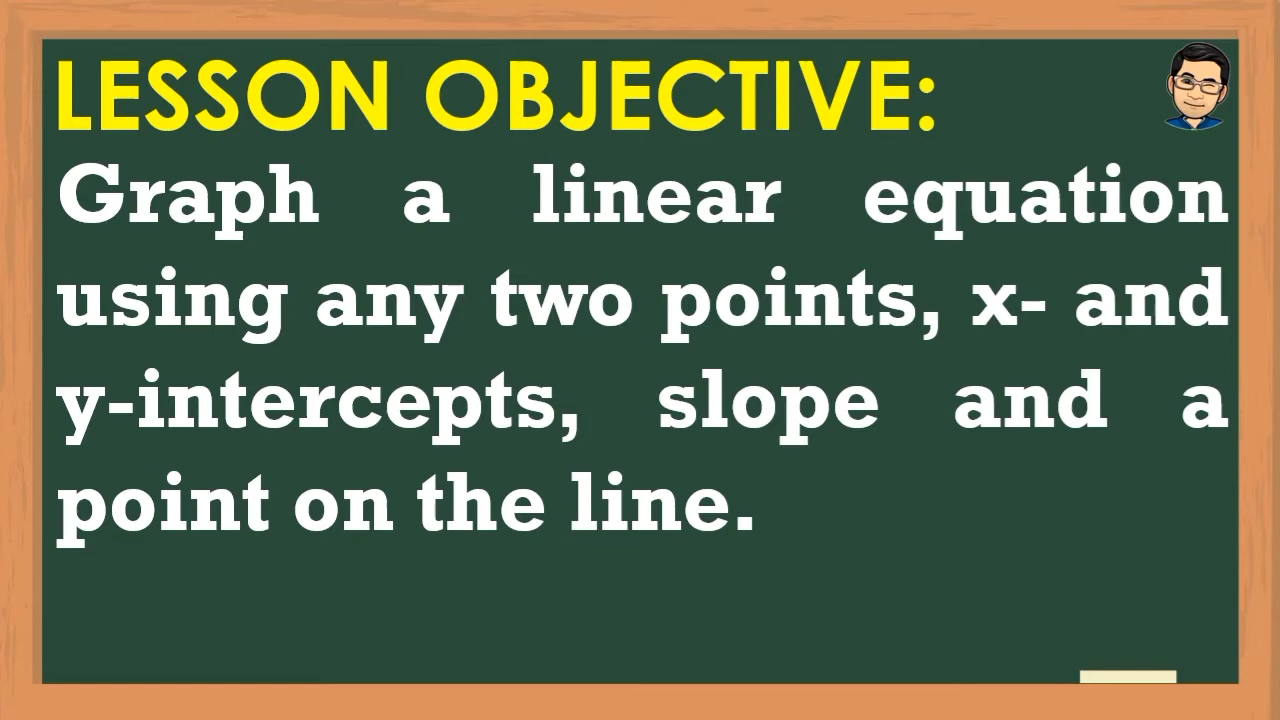 LESSON OBJECTIVE:
Graph a linear equation
using any two points, x- and
y-intercepts, slope and a
point on the line.